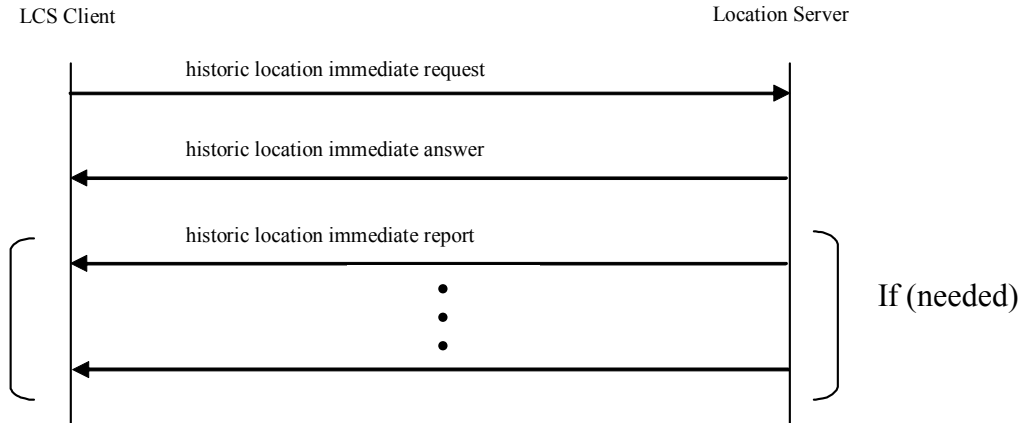 LCS Client
Location Server
historic location immediate request
historic location immediate answer
historic location immediate report
If (needed)